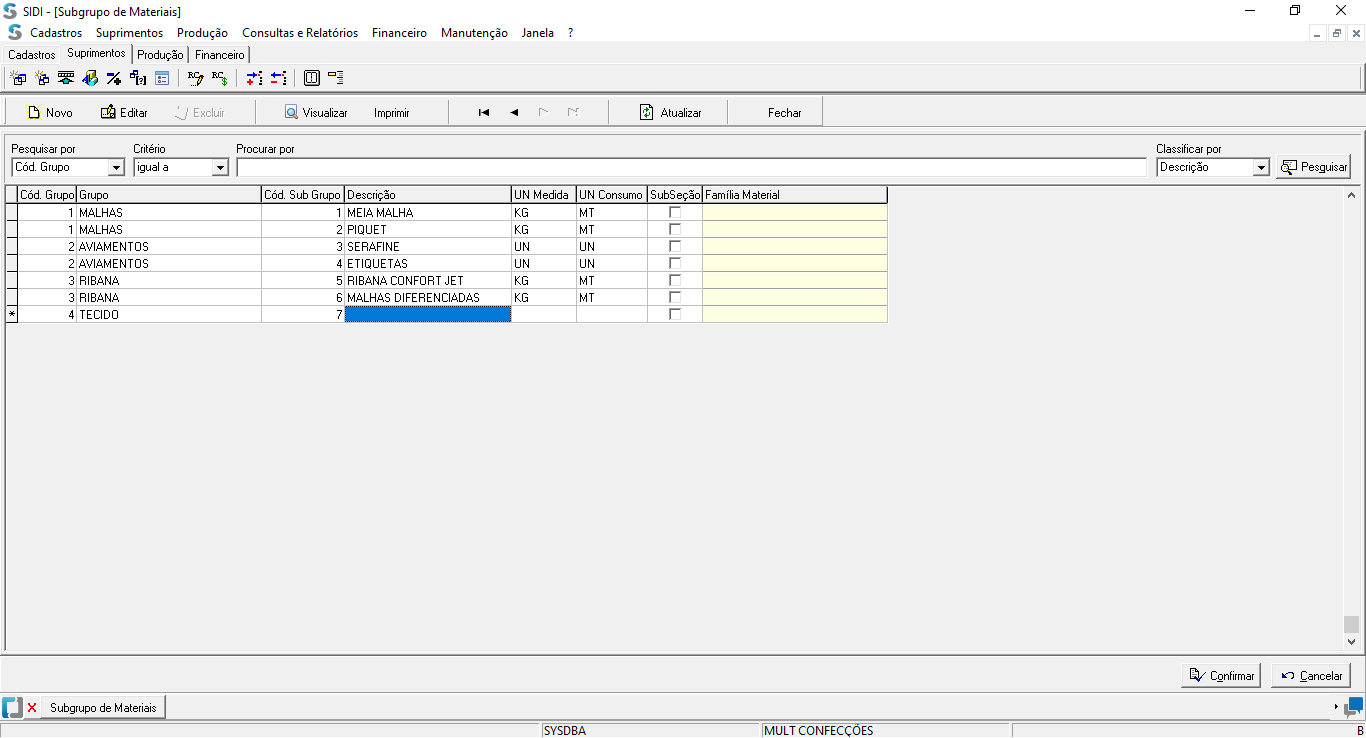 SIDI - [Subgrupo de Materiais]
Cadastros Suprimentos Produção Consultas e Relatórios Financeiro Manutenção Janela ?
Cadastros Suprimentos Produção Financeiro
Novo Editar Excluir Visualizar Imprimir Atualizar Fechar
Pesquisar por Critério Procurar por Classificar por
Cód. Grupo igual a Descrição Pesquisar
Cód. Grupo Grupo Cód. Sub Grupo Descrição UN Medida UN Consumo SubSeção Família Material
1 MALHAS 1 MEIA MALHA KG MT
1 MALHAS 2 PIQUET KG MT
2 AVIAMENTOS 3 SERAFINE UN UN
2 AVIAMENTOS 4 ETIQUETAS UN UN
3 RIBANA 5 RIBANA CONFORT JET KG MT
3 RIBANA 6 MALHAS DIFERENCIADAS KG MT
* 4 TECIDO 7
Confirmar Cancelar
Subgrupo de Materiais
SYSDBA MULT CONFECÇÕES B